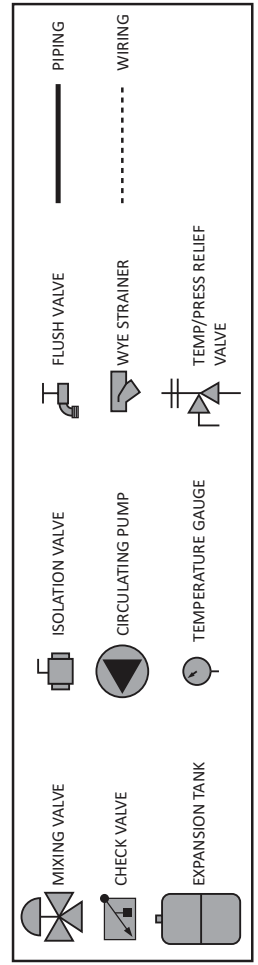 MIXING VALVE
CHECK VALVE
EXPANSION TANK
ISOLATION VALVE
CIRCULATING PUMP
TEMPERATURE GAUGE
FLUSH VALVE
WYE STRAINER
TEMP/PRESS RELIEF
VALVE
PIPING
WIRING